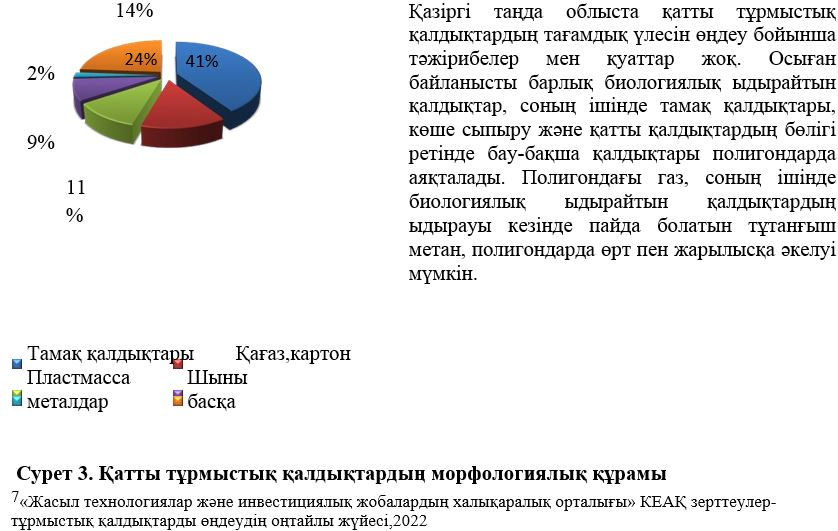 14%
24%
41%
2%
9%
11
%
Қазіргі таңда облыста қатты тұрмыстық
қалдықтардың тағамдық үлесін өңдеу бойынша
тәжірибелер мен қуаттар жоқ. Осыған
байланысты барлық биологиялық ыдырайтын
қалдықтар, соның ішінде тамақ қалдықтары,
көше сыпыру және қатты қалдықтардың бөлігі
ретінде бау-бақша қалдықтары полигондарда
аяқталады. Полигондағы газ, соның ішінде
биологиялық ыдырайтын қалдықтардың
ыдырауы кезінде пайда болатын тұтанғыш
метан, полигондарда өрт пен жарылысқа әкелуі
мүмкін.
Тамақ қалдықтары Қағаз,картон
Пластмасса Шыны
металдар басқа
Сурет 3. Қатты тұрмыстық қалдықтардың морфологиялық құрамы
7«Жасыл технологиялар және инвестициялық жобалардың халықаралық орталығы» КЕАҚ зерттеулер-
тұрмыстық қалдықтарды өңдеудің оңтайлы жүйесі,2022